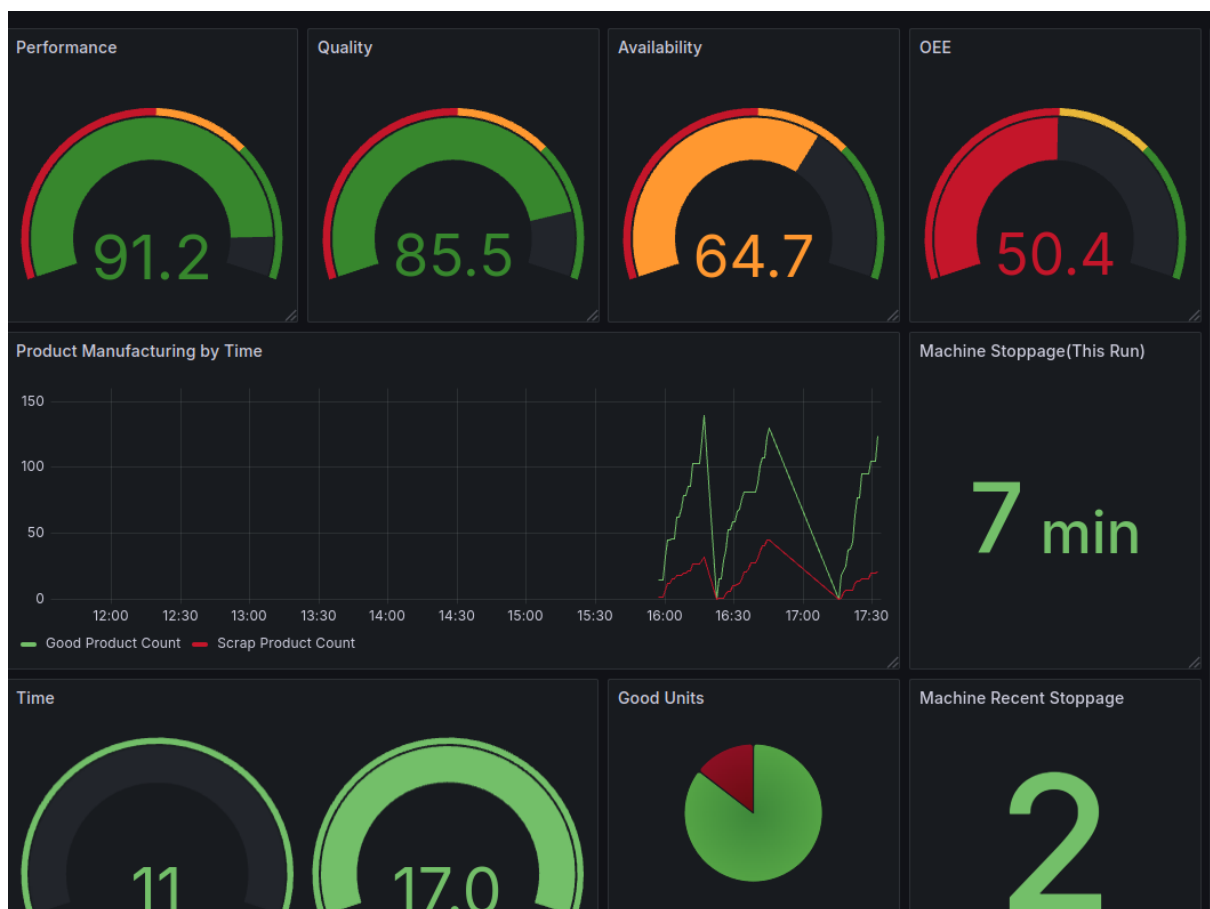 Performance
Quality
Availability
OEE
91.2
85.5
64.7
50.4
Product Manufacturing by Time
Machine Stoppage(This Run)
150
100
50
0
12:00 12:30 13:00 13:30 14:00 14:30 15:00 15:30 16:00 16:30 17:00 17:30
Good Product Count
Scrap Product Count
7 min
Time
Good Units
Machine Recent Stoppage
11
17.0
2